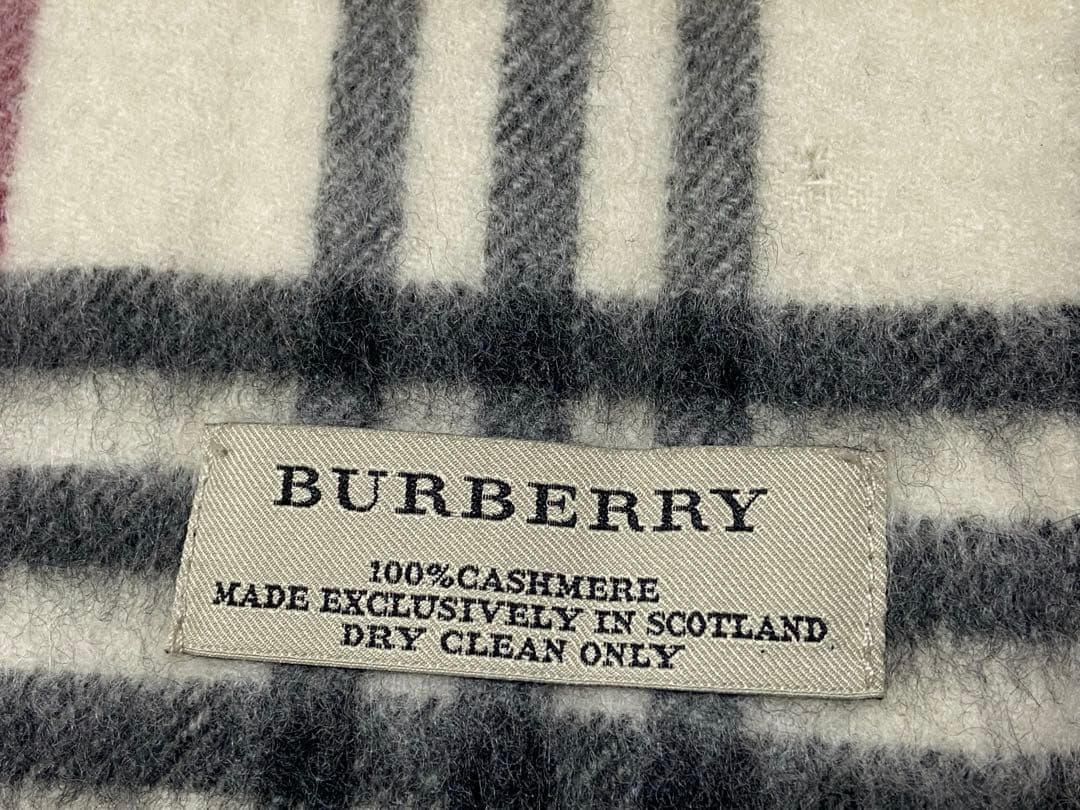 BURBERRY
100%CASHMERE
MADE EXCLUSIVELY IN SCOTLAND
DRY CLEAN ONLY